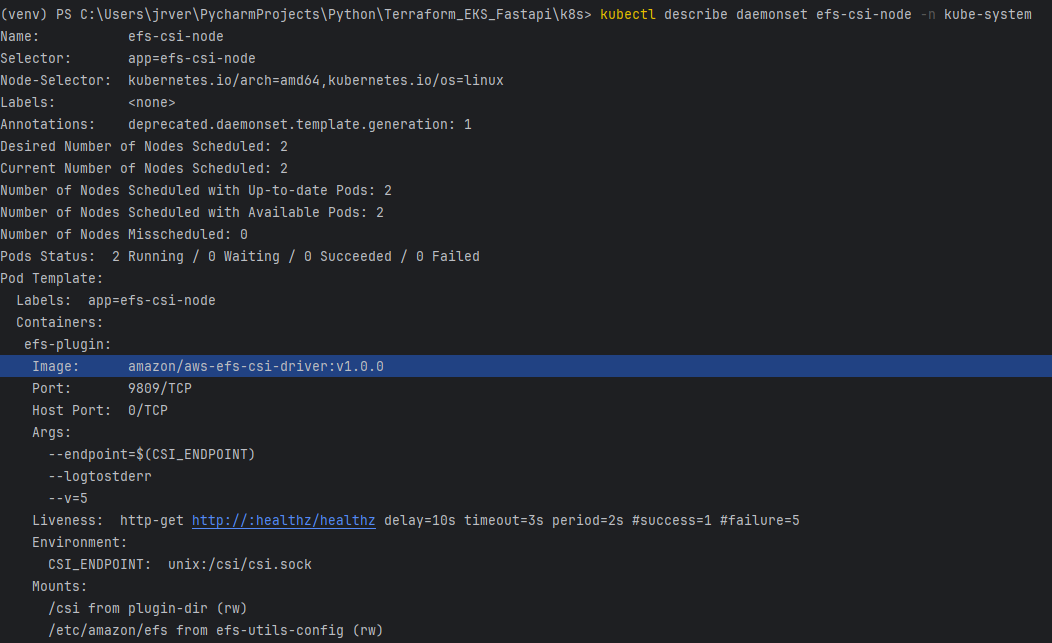 (venv) PS C:\Users\jrver\PycharmProjects\Python\Terraform_EKS_Fastapi\k8s> kubectl describe daemonset efs-csi-node -n kube-system
Name:           efs-csi-node
Selector:       app=efs-csi-node
Node-Selector:  kubernetes.io/arch=amd64,kubernetes.io/os=linux
Labels:         <none>
Annotations:    deprecated.daemonset.template.generation: 1
Desired Number of Nodes Scheduled: 2
Current Number of Nodes Scheduled: 2
Number of Nodes Scheduled with Up-to-date Pods: 2
Number of Nodes Scheduled with Available Pods: 2
Number of Nodes Misscheduled: 0
Pods Status:  2 Running / 0 Waiting / 0 Succeeded / 0 Failed
Pod Template:
  Labels:  app=efs-csi-node
  Containers:
   efs-plugin:
    Image:      amazon/aws-efs-csi-driver:v1.0.0
    Port:       9809/TCP
    Host Port:  0/TCP
    Args:
      --endpoint=$(CSI_ENDPOINT)
      --logtostderr
      --v=5
    Liveness:  http-get http://:healthz/healthz delay=10s timeout=3s period=2s #success=1 #failure=5
    Environment:
      CSI_ENDPOINT:  unix:/csi/csi.sock
    Mounts:
      /csi from plugin-dir (rw)
      /etc/amazon/efs from efs-utils-config (rw)